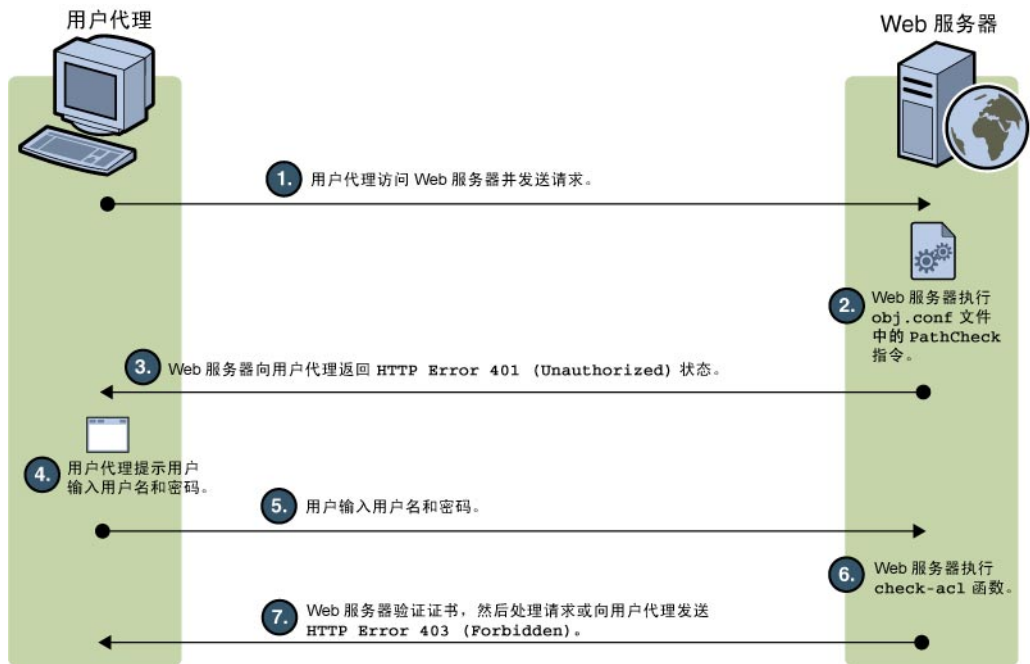 用户代理
Web 服务器
1. 用户代理访问 Web 服务器并发送请求。
2. Web 服务器执行
obj.conf 文件
中的 PathCheck
指令。
3. Web 服务器向用户代理返回 HTTP Error 401 (Unauthorized) 状态。
4. 用户代理提示用户
输入用户名和密码。
5. 用户输入用户名和密码。
6. Web 服务器执行
check-acl 函数。
7. Web 服务器验证证书，然后处理请求或向用户代理发送
HTTP Error 403 (Forbidden)。